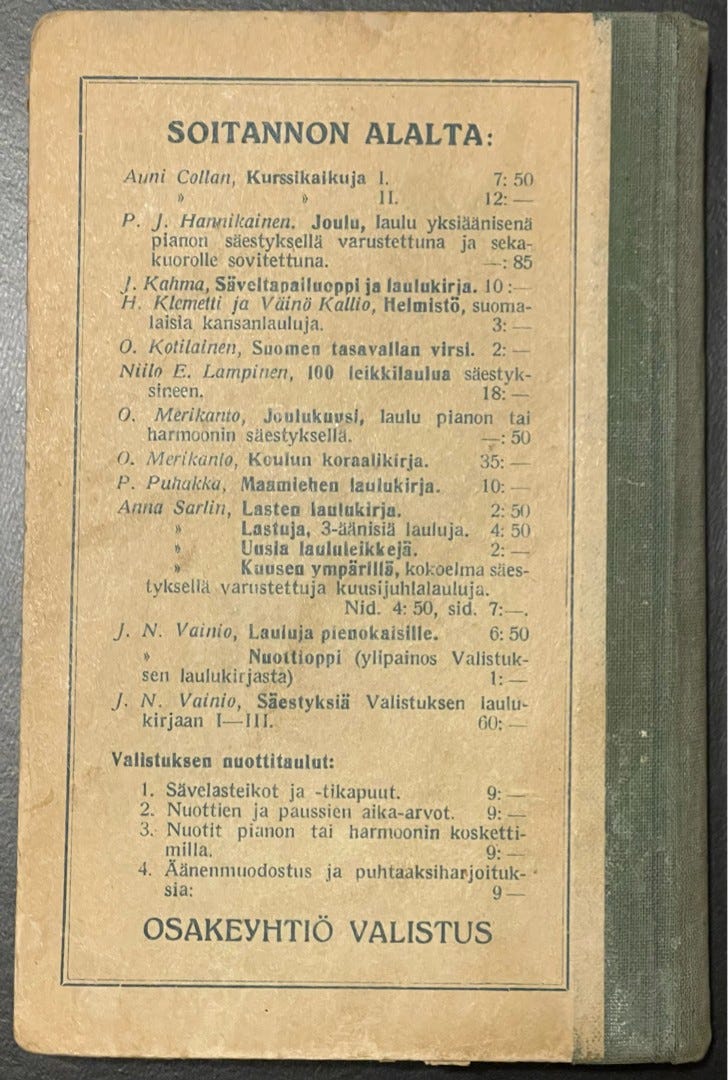 SOITANNON ALALTA:
Auni Collan, Kurssikaikuja I. 7: 50
» » II. 12: —
P. J. Hannikainen. Joulu, laulu yksiäänisenä
pianon säestyksellä varustettuna ja seka-
kuorolle sovitettuna. —: 85
J. Kahma, Säveltapailuoppi ja laulukirja. 10 :—
H. Klemetti ja Väinö Kallio, Helmistö, suoma-
laisia kansanlauluja. 3: —
O. Kotilainen, Suomen tasavallan virsi. 2: —
Niilo E. Lampinen, 100 leikkilaulua säestyk-
sineen. 18: —
O. Merikanto, Joulukuusi, laulu pianon tai
harmoonin säestyksellä. —: 50
O. Merikanto, Koulun koraalikirja. 35: —
P. Puhakka, Maamiehen laulukirja. 10: —
Anna Sarlin, Lasten laulukirja. 2: 50
» Lastuja, 3-äänisiä lauluja. 4: 50
» Uusia laululeikkejä. 2: —
» Kuusen ympärillä, kokoelma säes-
tyksellä varustettuja kuusijuhlalauluja.
Nid. 4: 50, sid. 7:—.
J. N. Vainio, Lauluja pienokaisille. 6: 50
» Nuottioppi (ylipainos Valistuk-
sen laulukirjasta) 1: —
J. N. Vainio, Säestyksiä Valistuksen laulu-
kirjaan I—III. 60: —
Valistuksen nuottitaulut:
1. Sävelasteikot ja -tikapuut. 9: —
2. Nuottien ja paussien aika-arvot. 9: —
3. Nuotit pianon tai harmoonin koskетti-
milla. 9: —
4. Äänenmuodostus ja puhtaaksiharjoituk-
sia: 9 —
OSAKEYHTIÖ VALISTUS